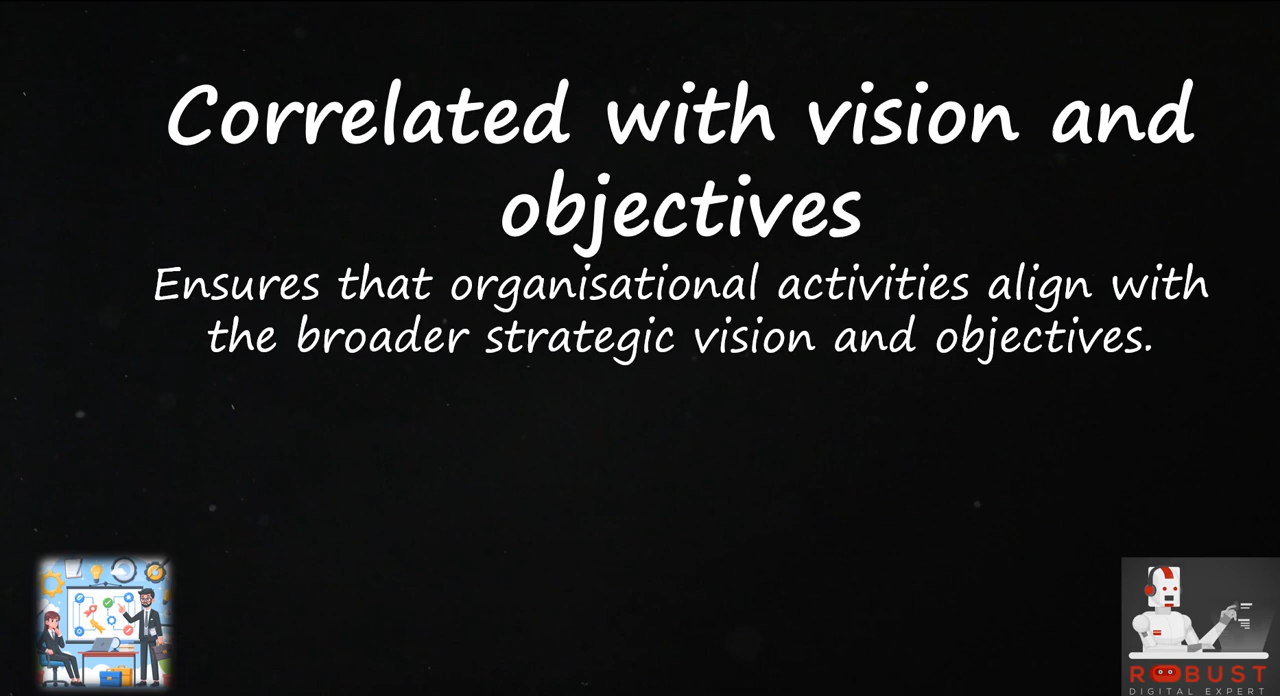 Correlated with vision and
objectives
Ensures that organisational activities align with
the broader strategic vision and objectives.
ROBUST
DIGITAL EXPERT